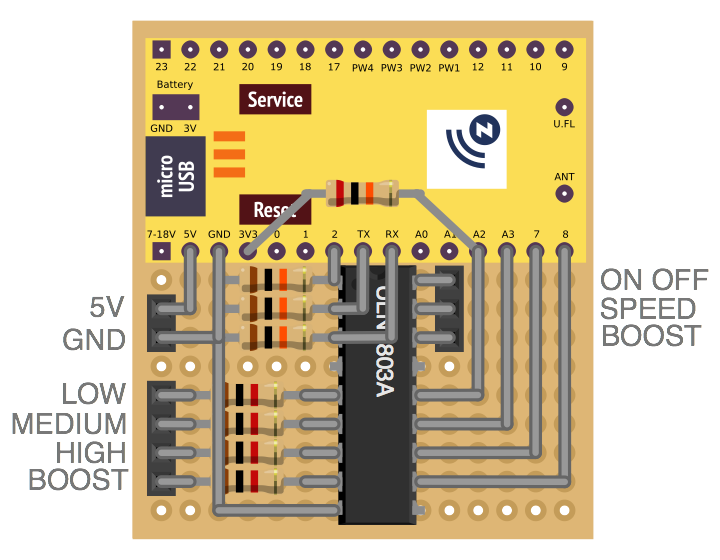 23 22 21 20 19 18 17 PW4 PW3 PW2 PW1 12 11 10 9
Battery
Service
GND 3V
U.FL
micro
USB
ANT
Reset
7-18V 5V GND 3V3 0 1 2 TX RX A0 A1 A2 A3 7 8
ON OFF
5V
SPEED
GND
BOOST
803A
LOW
MEDIUM
HIGH
BOOST